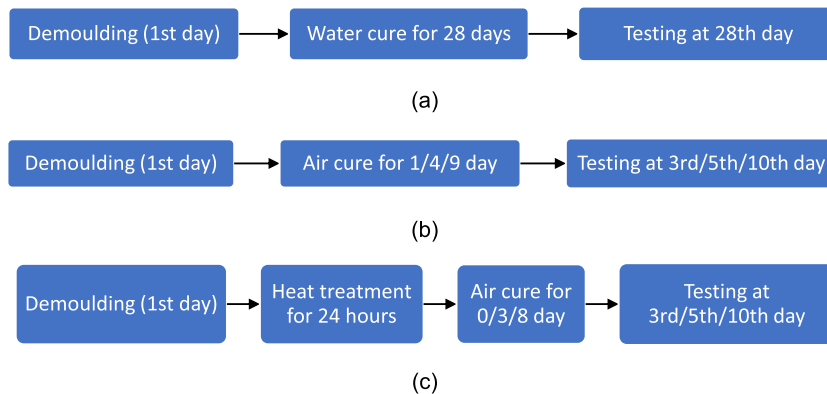 Demoulding (1st day)
Water cure for 28 days
Testing at 28th day
(a)
Demoulding (1st day)
Air cure for 1/4/9 day
Testing at 3rd/5th/10th day
(b)
Demoulding (1st day)
Heat treatment
for 24 hours
Air cure for
0/3/8 day
Testing at
3rd/5th/10th day
(c)